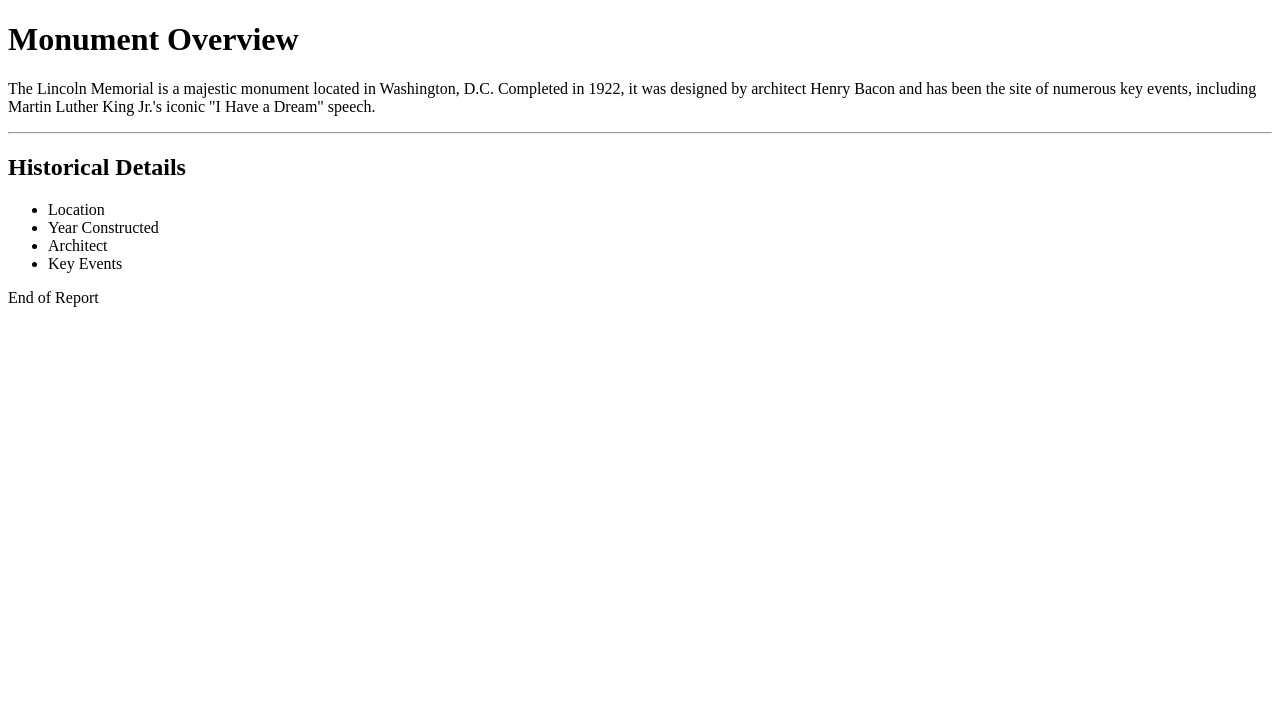 Monument Overview
The Lincoln Memorial is a majestic monument located in Washington, D.C. Completed in 1922, it was designed by architect Henry Bacon and has been the site of numerous key events, including
Martin Luther King Jr.'s iconic "I Have a Dream" speech.
Historical Details
• Location
• Year Constructed
• Architect
• Key Events
End of Report